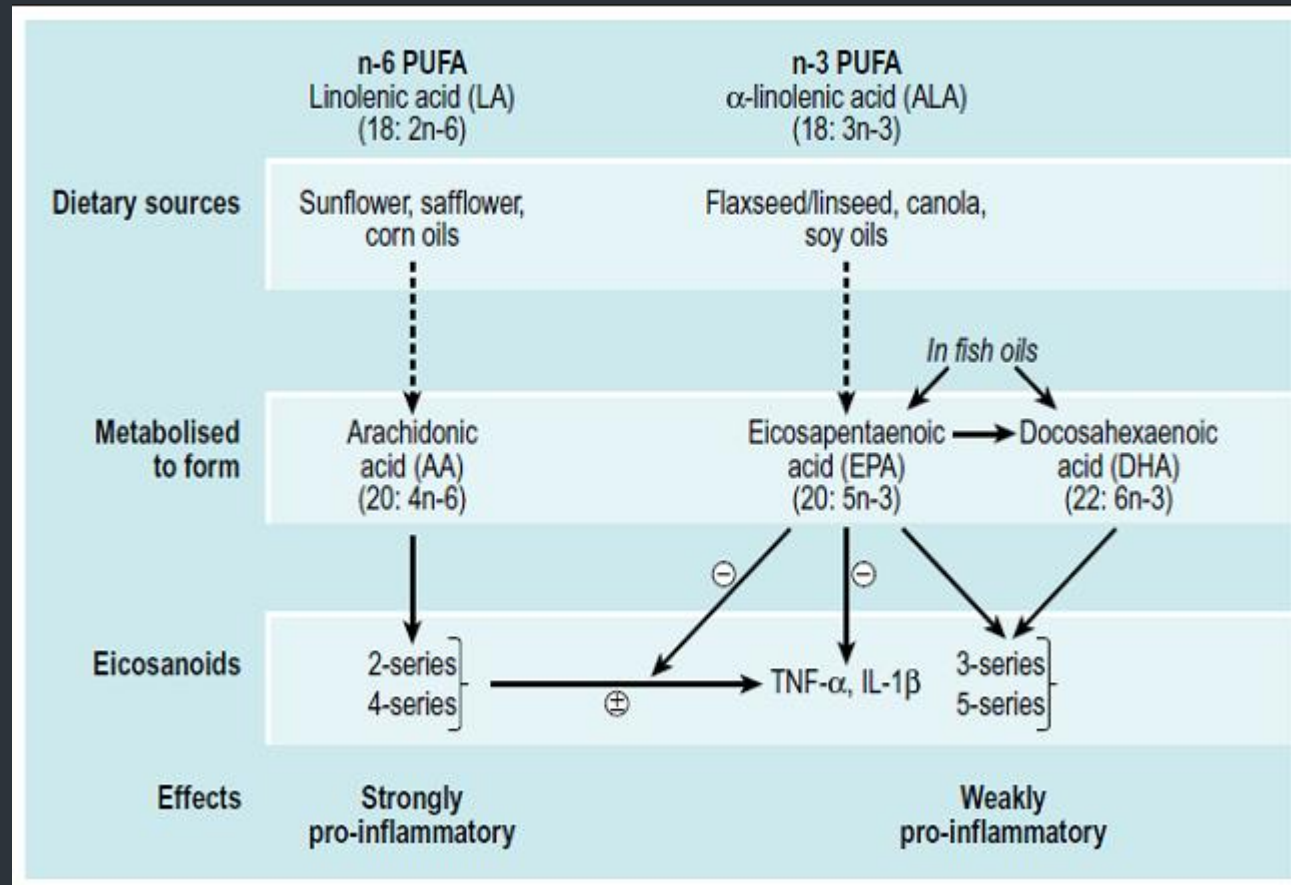 n-6 PUFA
Linolenic acid (LA)
(18: 2n-6)
n-3 PUFA
α-linolenic acid (ALA)
(18: 3n-3)
Dietary sources
Sunflower, safflower,
corn oils
Flaxseed/linseed, canola,
soy oils
In fish oils
Metabolised
to form
Arachidonic
acid (AA)
(20: 4n-6)
Eicosapentaenoic
acid (EPA)
(20: 5n-3)
Docosahexaenoic
acid (DHA)
(22: 6n-3)
−
−
Eicosanoids
2-series
4-series
±
TNF-α, IL-1β
3-series
5-series
Effects
Strongly
pro-inflammatory
Weakly
pro-inflammatory